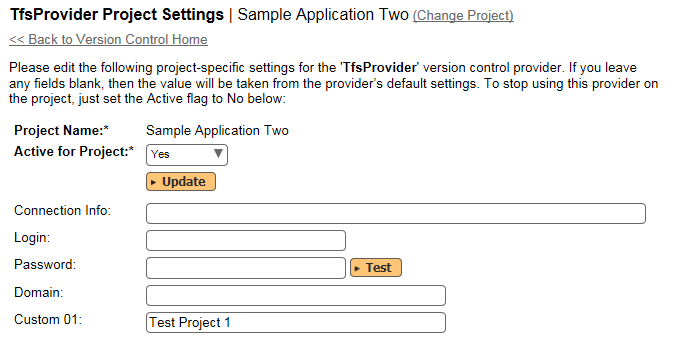 TfsProvider Project Settings | Sample Application Two (Change Project)
<< Back to Version Control Home
Please edit the following project-specific settings for the 'TfsProvider' version control provider. If you leave
any fields blank, then the value will be taken from the provider's default settings. To stop using this provider on
the project, just set the Active flag to No below:
Project Name:* Sample Application Two
Active for Project:* Yes
Update
Connection Info:
Login:
Password: Test
Domain:
Custom 01: Test Project 1